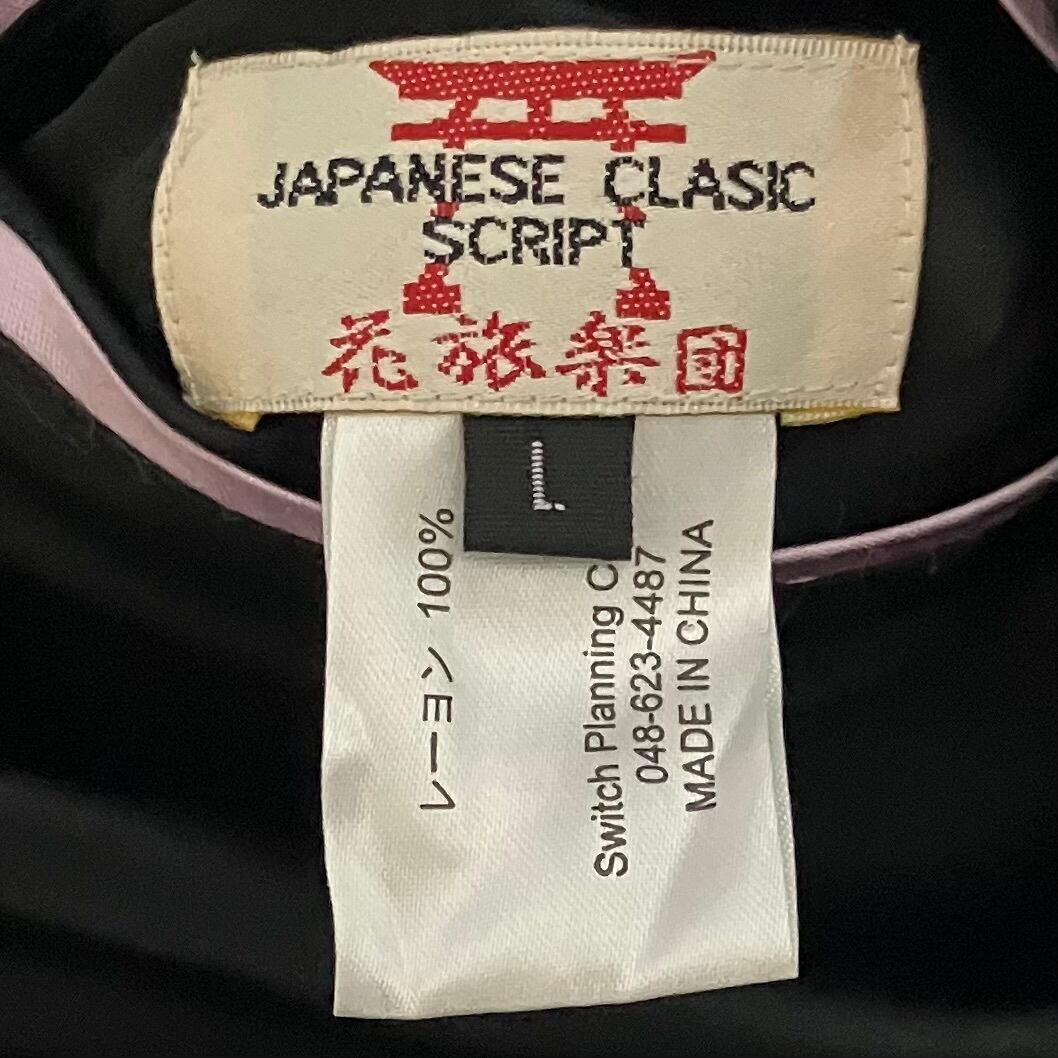 JAPANESE CLASIC
SCRIPT
花旅楽団
L
レーヨン 100%
Switch Planning C
048-623-4487
MADE IN CHINA